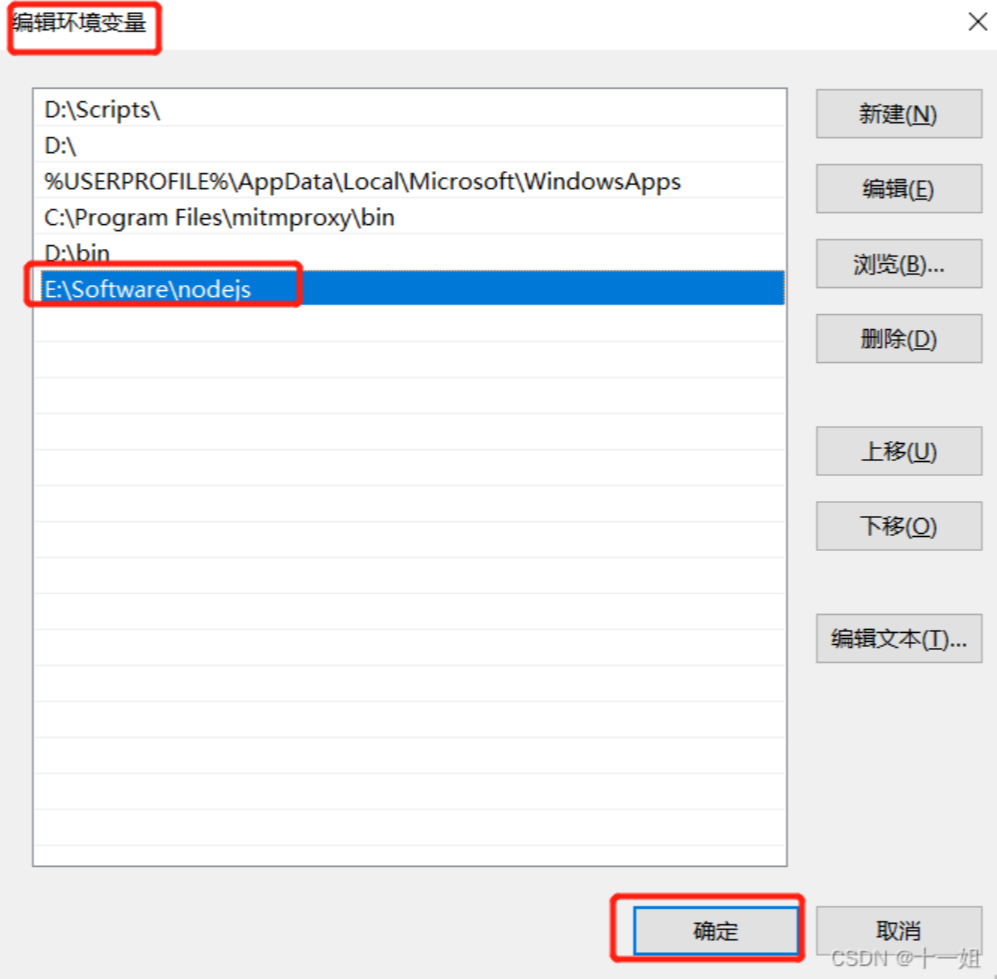 编辑环境变量
D:\Scripts\
D:\
%USERPROFILE%\AppData\Local\Microsoft\WindowsApps
C:\Program Files\mitmproxy\bin
D:\bin
E:\Software\nodejs
新建(N)
编辑(E)
浏览(B)...
删除(D)
上移(U)
下移(O)
编辑文本(T)...
确定
取消
CSDN @十一姐